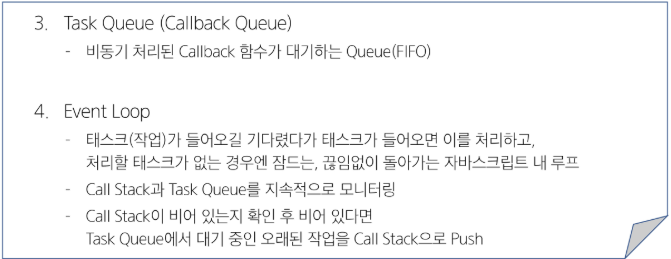 3. Task Queue (Callback Queue)
- 비동기 처리된 Callback 함수가 대기하는 Queue(FIFO)
4. Event Loop
- 태스크(작업)가 들어오길 기다렸다가 태스크가 들어오면 이를 처리하고,
처리할 태스크가 없는 경우엔 잠드는, 끊임없이 돌아가는 자바스크립트 내 루프
- Call Stack과 Task Queue를 지속적으로 모니터링
- Call Stack이 비어 있는지 확인 후 비어 있다면
Task Queue에서 대기 중인 오래된 작업을 Call Stack으로 Push